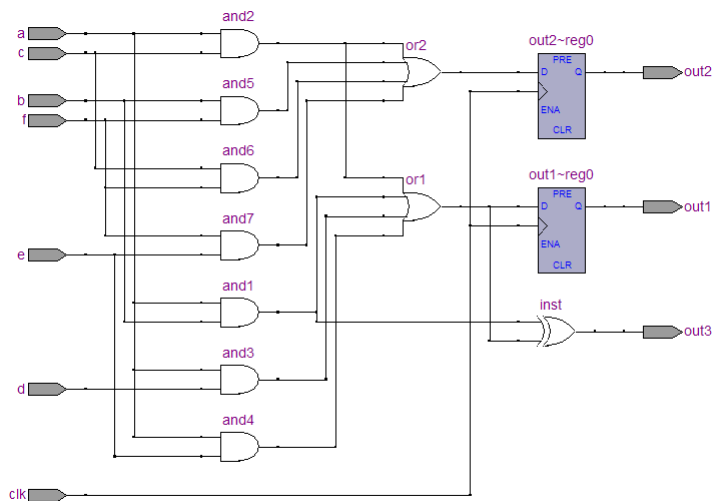 and2
or2
out2~reg0
a
c
PRE
D
Q
out2
ENA
CLR
and5
b
f
and6
or1
out1~reg0
PRE
D
Q
out1
ENA
CLR
and7
e
and1
inst
out3
and3
d
and4
clk